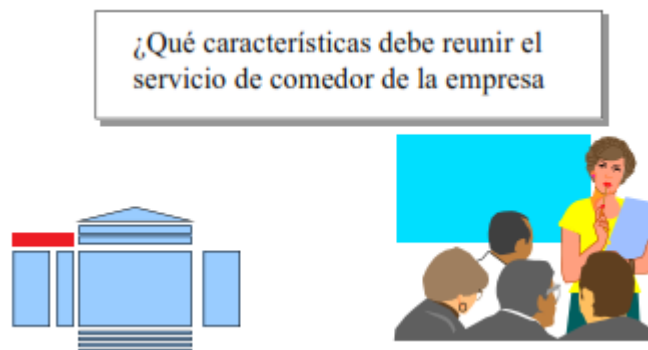 ¿Qué características debe reunir el
servicio de comedor de la empresa